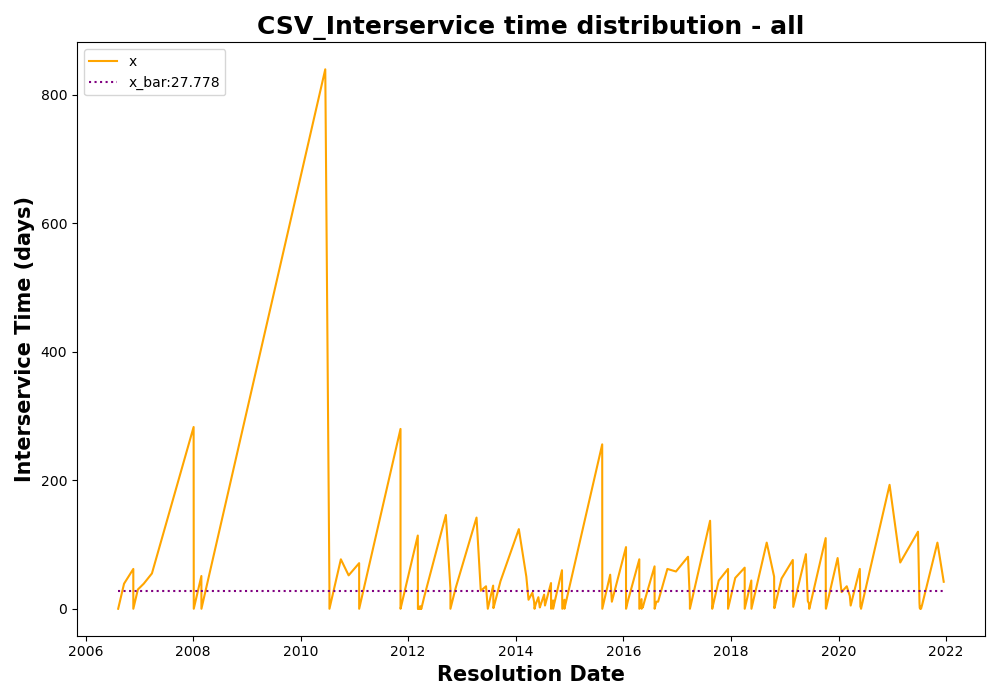 CSV_Interservice time distribution - all
x
x_bar:27.778
Interservice Time (days)
800
600
400
200
0
2006 2008 2010 2012 2014 2016 2018 2020 2022
Resolution Date